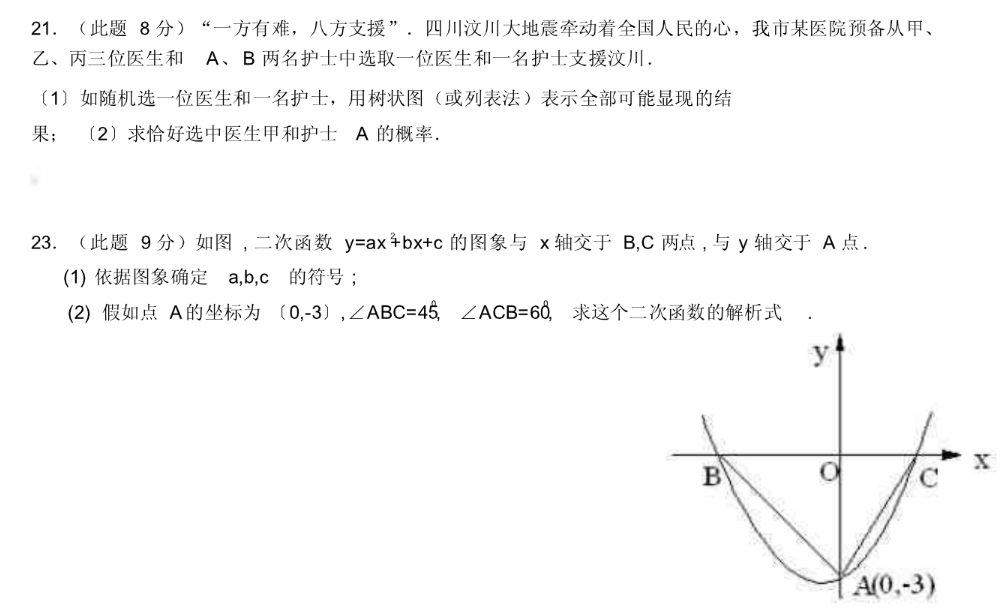 21. （此题 8 分）“一方有难，八方支援”. 四川汶川大地震牵动着全国人民的心，我市某医院预备从甲、
乙、丙三位医生和 A、B 两名护士中选取一位医生和一名护士支援汶川.
〔1〕如随机选一位医生和一名护士，用树状图（或列表法）表示全部可能显现的结
果； 〔2〕求恰好选中医生甲和护士 A 的概率.
23. （此题 9 分）如图 , 二次函数 y=ax²+bx+c 的图象与 x 轴交于 B,C 两点 , 与 y 轴交于 A 点 .
(1) 依据图象确定 a,b,c 的符号 ;
(2) 假如点 A 的坐标为〔0,-3〕,∠ABC=45°, ∠ACB=60°, 求这个二次函数的解析式 .
y
x
B
O
C
A(0,-3)